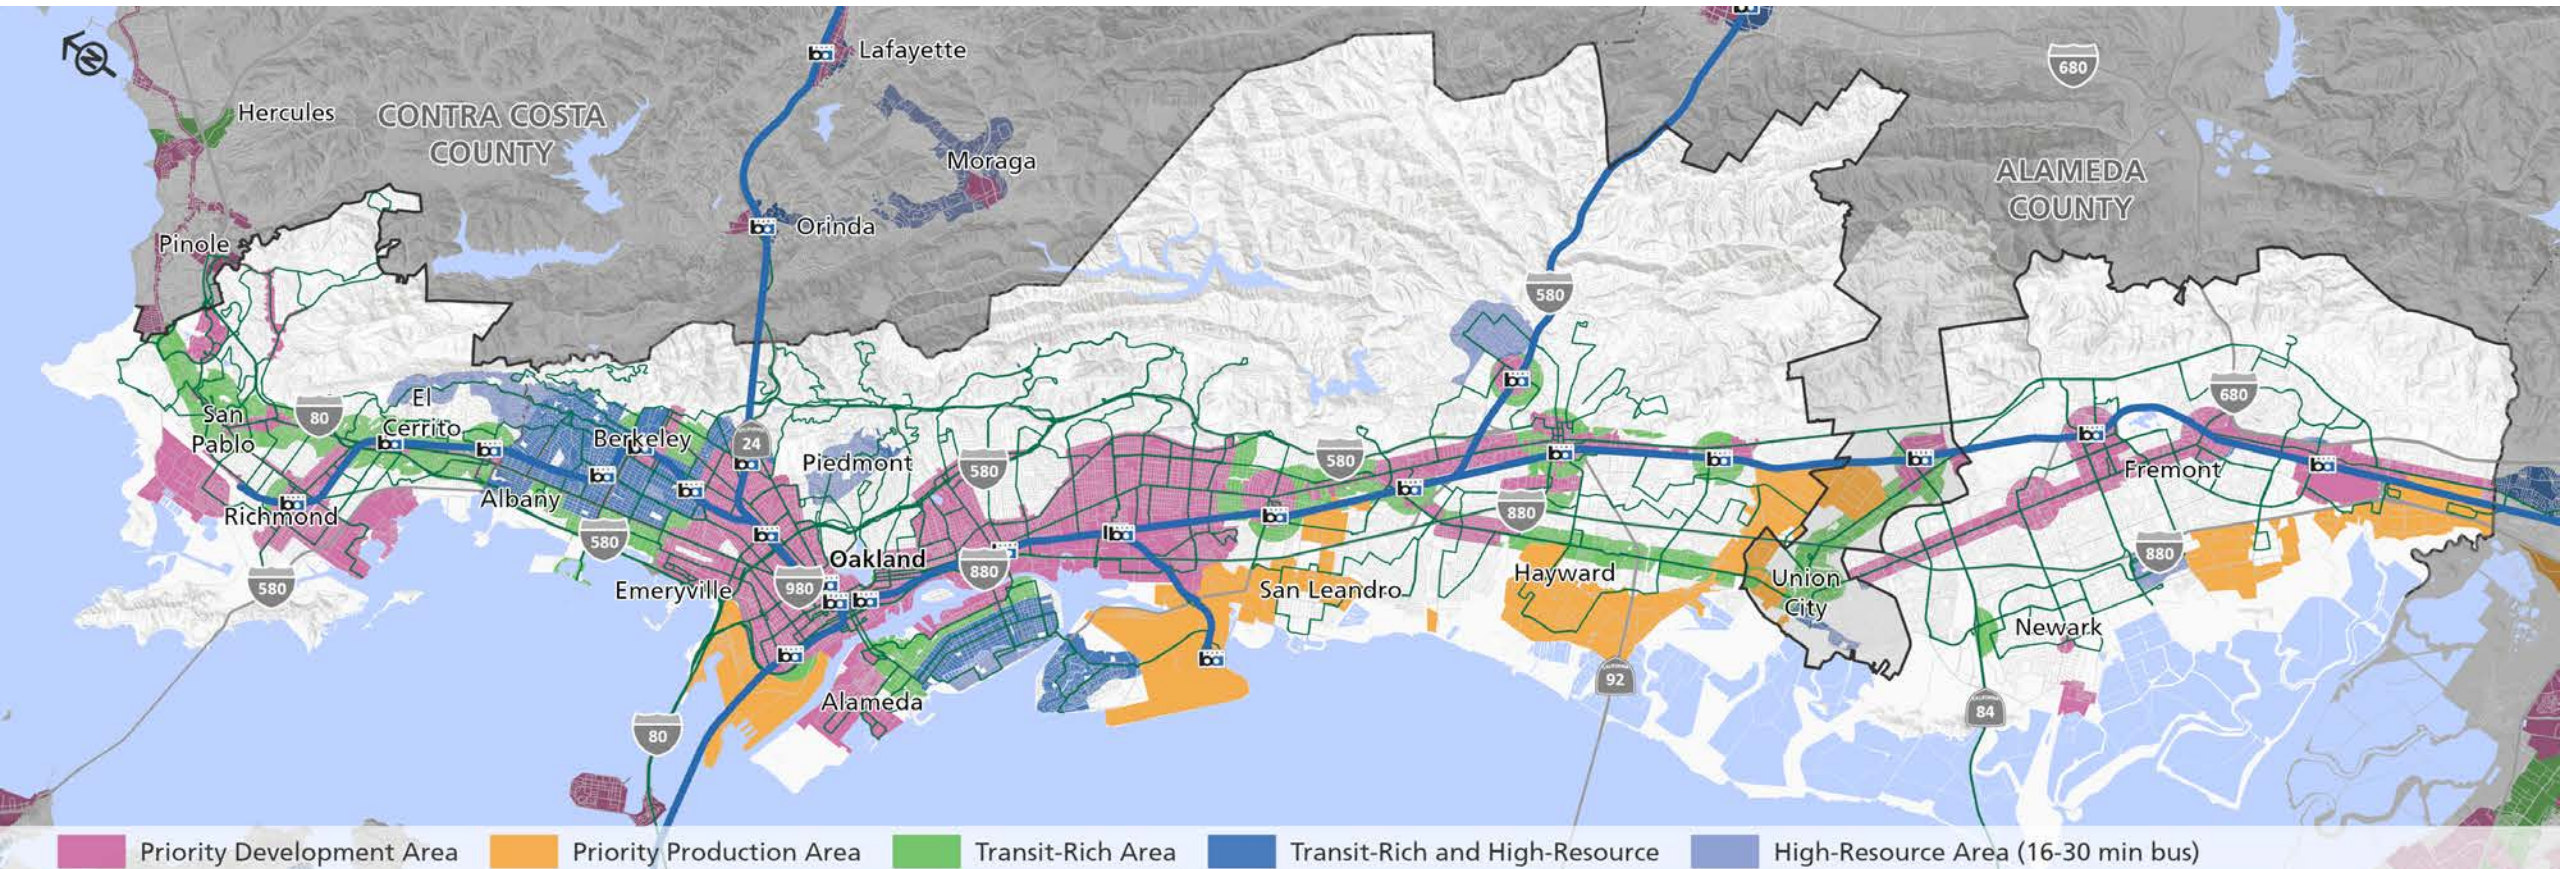 N
Lafayette
680
Hercules
CONTRA COSTA
COUNTY
Moraga
ALAMEDA
COUNTY
Orinda
Pinole
580
El
Cerrito
680
San
Pablo
80
Berkeley
CALIFORNIA
24
Piedmont
580
580
Fremont
Albany
Richmond
880
580
Oakland
880
880
580
Emeryville
980
San Leandro
Hayward
Union
City
Newark
Alameda
CALIFORNIA
92
CALIFORNIA
84
80
Priority Development Area
Priority Production Area
Transit-Rich Area
Transit-Rich and High-Resource
High-Resource Area (16-30 min bus)